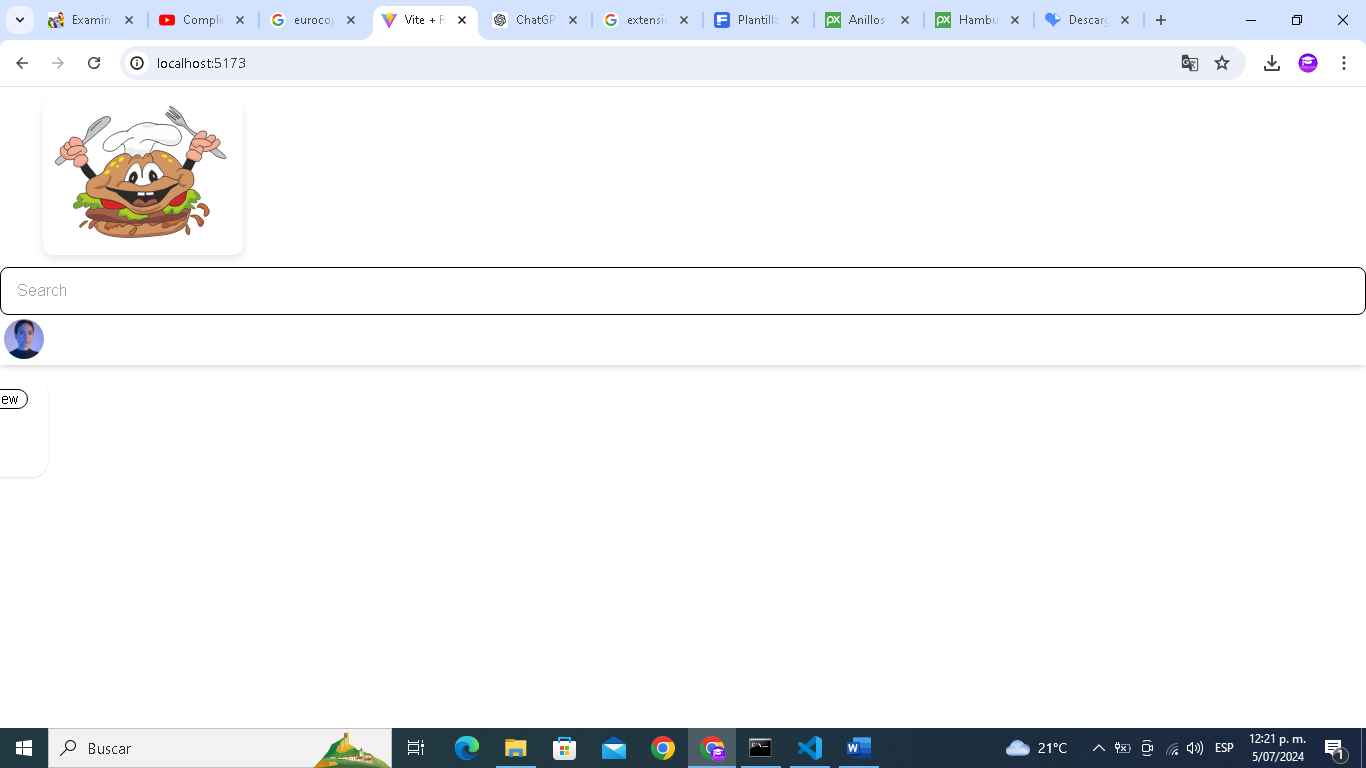 Examin
Comple
eurocop
Vite + R
ChatGP
extensi
Plantilla
Anillos
Hambu
Descarg
localhost:5173
Search
ew
Buscar
21°C
ESP
12:21 p. m.
5/07/2024
1